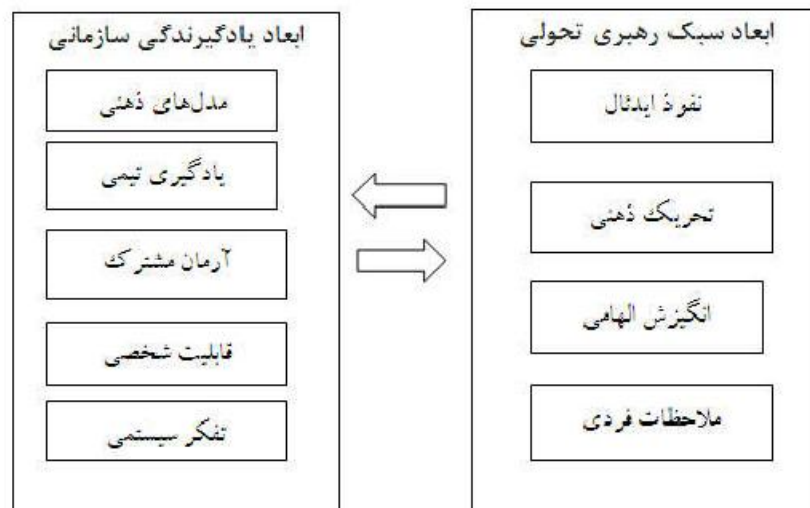 ابعاد سبک رهبری تحولی
نفوذ ایدئال
تحریک ذهنی
انگیزش الهامی
ملاحظات فردی
ابعاد یادگیرندگی سازمانی
مدل‌های ذهنی
یادگیری تیمی
آرمان مشترک
قابلیت شخصی
تفکر سیستمی